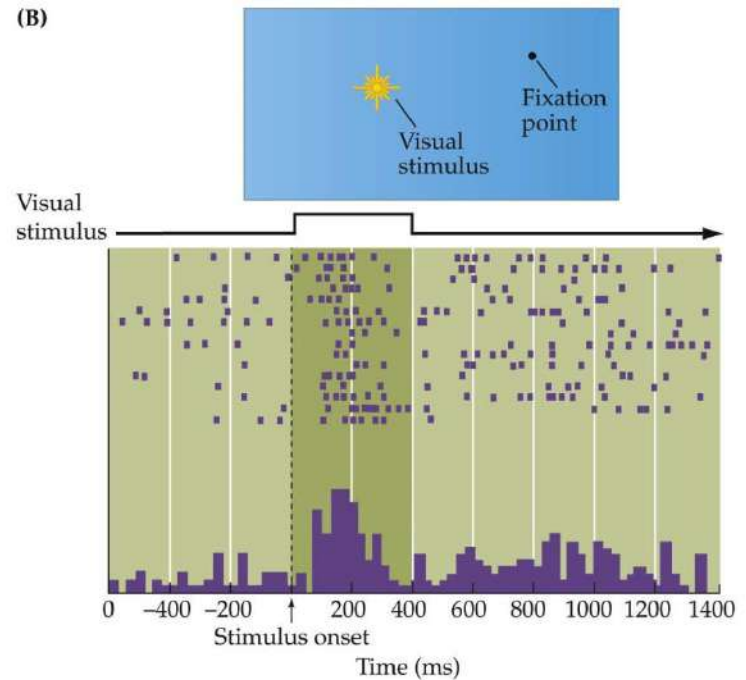 (B)
Fixation
point
Visual
stimulus
Visual
stimulus
0 −400 −200 200 400 600 800 1000 1200 1400
Stimulus onset
Time (ms)